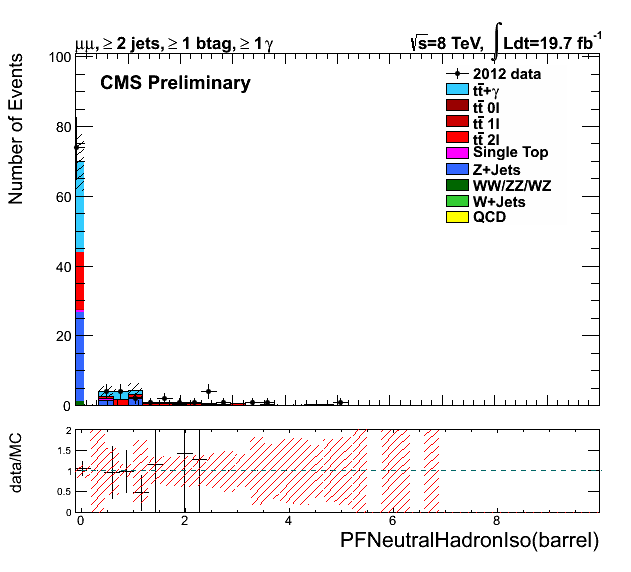 μμ, ≥ 2 jets, ≥ 1 btag, ≥ 1 γ
√s=8 TeV, ∫ Ldt=19.7 fb⁻¹
CMS Preliminary
2012 data
tt̅+γ
tt̅ 0l
tt̅ 1l
tt̅ 2l
Single Top
Z+Jets
WW/ZZ/WZ
W+Jets
QCD
Number of Events
100
80
60
40
20
0
data/MC
2
1.5
1
0.5
0
0 2 4 6 8
PFNeutralHadronIso(barrel)